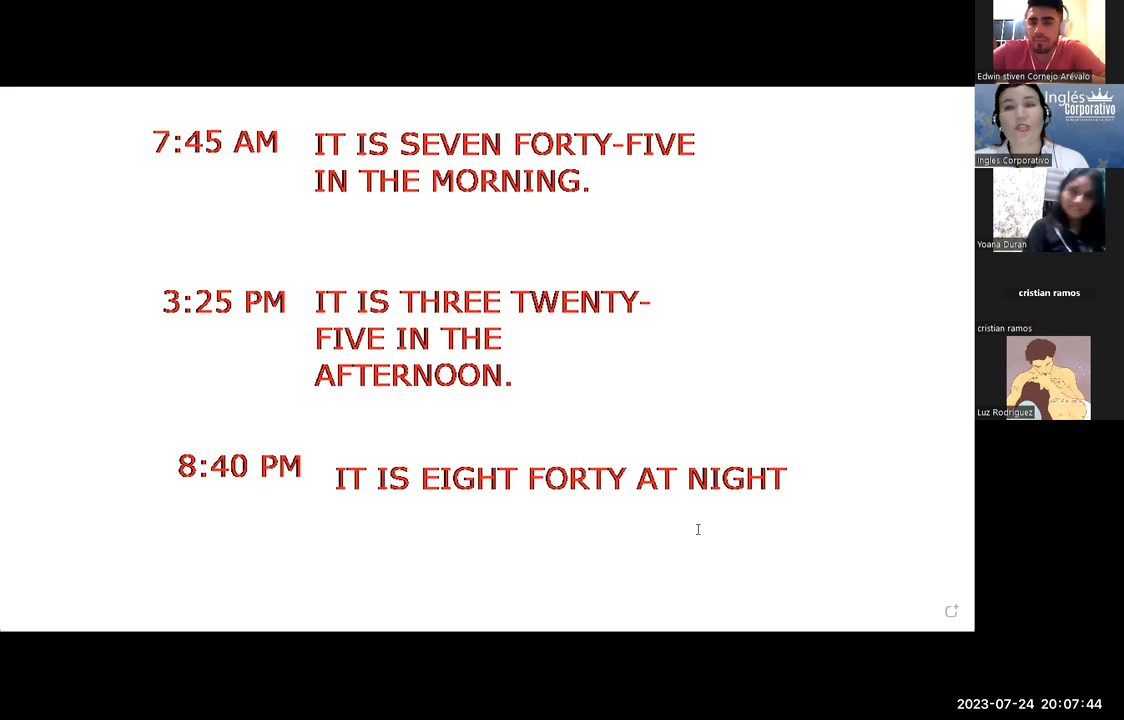 7:45 AM
IT IS SEVEN FORTY-FIVE
IN THE MORNING.
3:25 PM
IT IS THREE TWENTY-
FIVE IN THE
AFTERNOON.
8:40 PM
IT IS EIGHT FORTY AT NIGHT
Edwin stiven Cornejo Arévalo
Inglés
Corporativo
Ingles Corporativo
Yoana Duran
cristian ramos
cristian ramos
Luz Rodríguez
2023-07-24 20:07:44